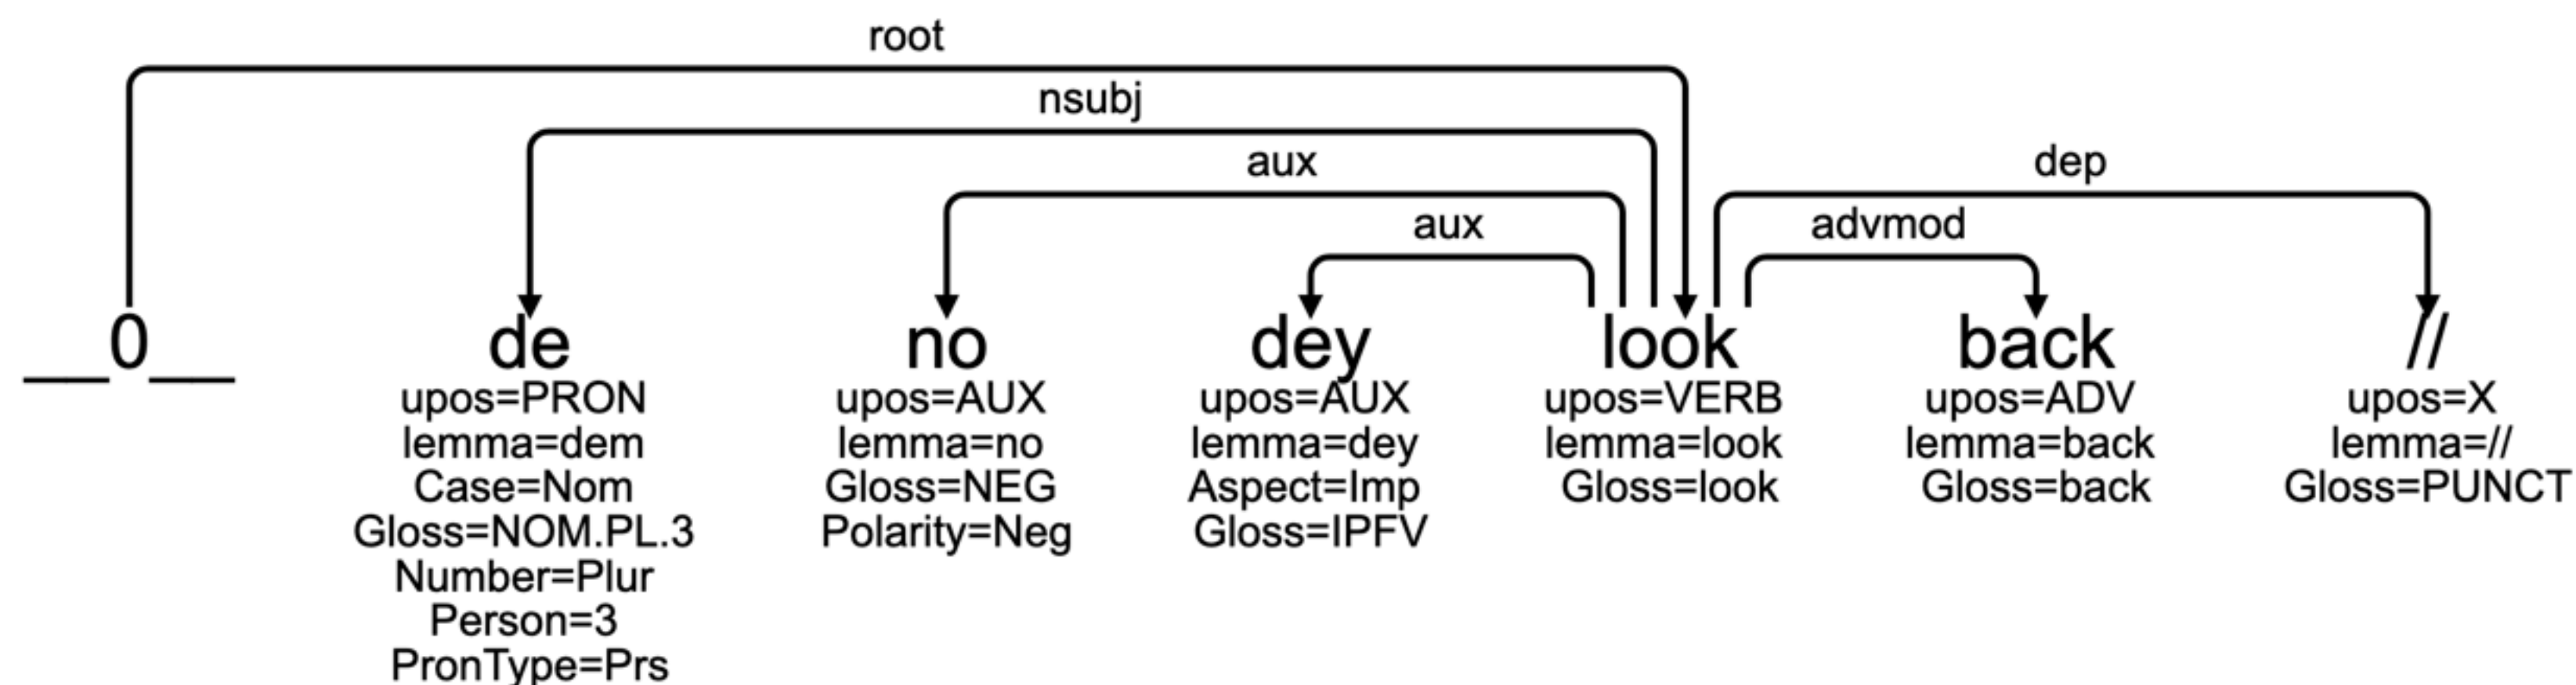 root
nsubj
aux dep
aux advmod
__0__ de no dey look back //
upos=PRON upos=AUX upos=AUX upos=VERB upos=ADV upos=X
lemma=dem lemma=no lemma=dey lemma=look lemma=back lemma=//
Case=Nom Gloss=NEG Aspect=Imp Gloss=look Gloss=back Gloss=PUNCT
Gloss=NOM.PL.3 Polarity=Neg Gloss=IPFV
Number=Plur
Person=3
PronType=Prs